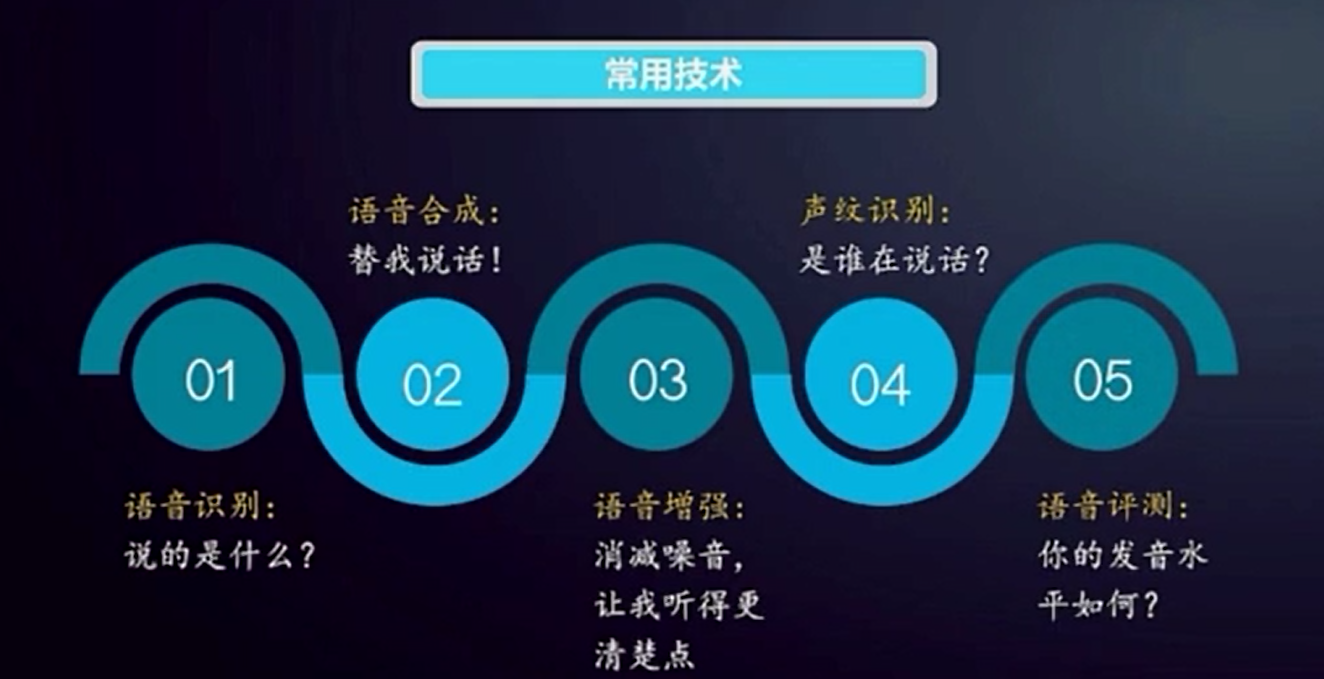 常用技术
01
语音识别：
说的是什么？
02
语音合成：
替我说话！
03
语音增强：
消减噪音，
让我听得更
清楚点
04
声纹识别：
是谁在说话？
05
语音评测：
你的发音水
平如何？